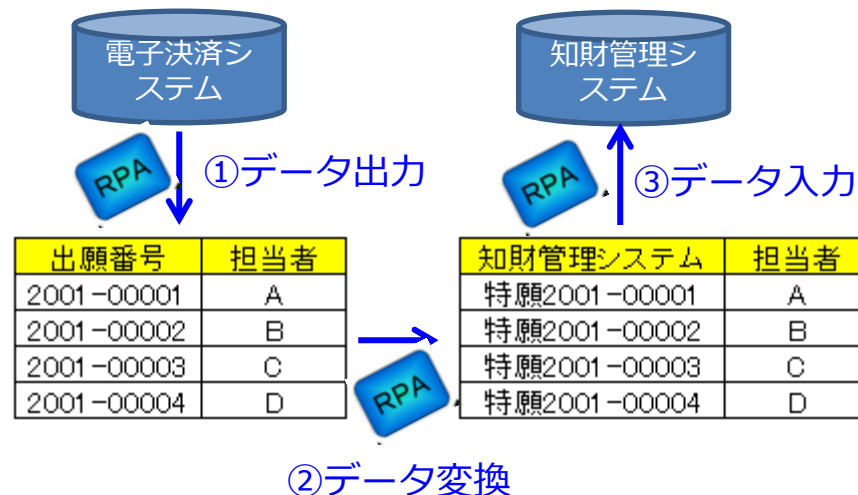 電子決済シ
ステム
知財管理シ
ステム
RPA
①データ出力
RPA
③データ入力
出願番号 担当者
2001-00001 A
2001-00002 B
2001-00003 C
2001-00004 D
知財管理システム 担当者
特願2001-00001 A
特願2001-00002 B
特願2001-00003 C
特願2001-00004 D
RPA
②データ変換